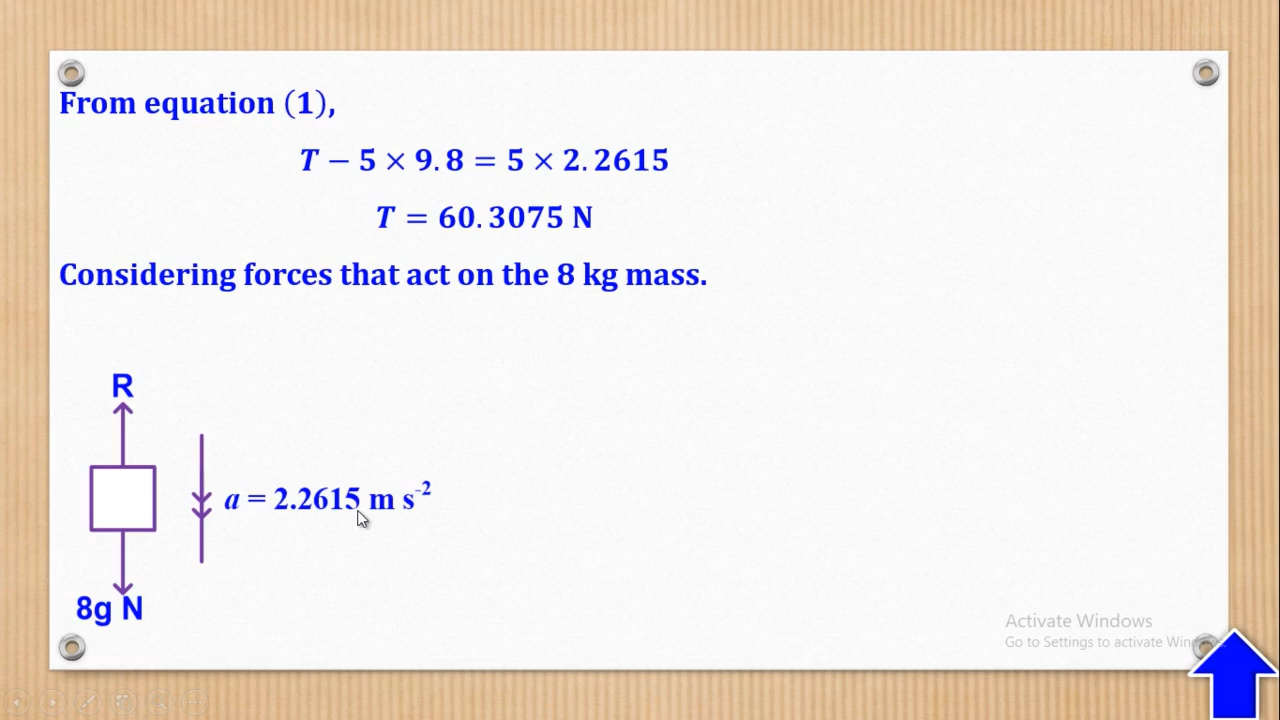 From equation (1),
T − 5 × 9.8 = 5 × 2.2615
T = 60.3075 N
Considering forces that act on the 8 kg mass.
R
a = 2.2615 m s⁻²
8g N
Activate Windows
Go to Settings to activate Windows.